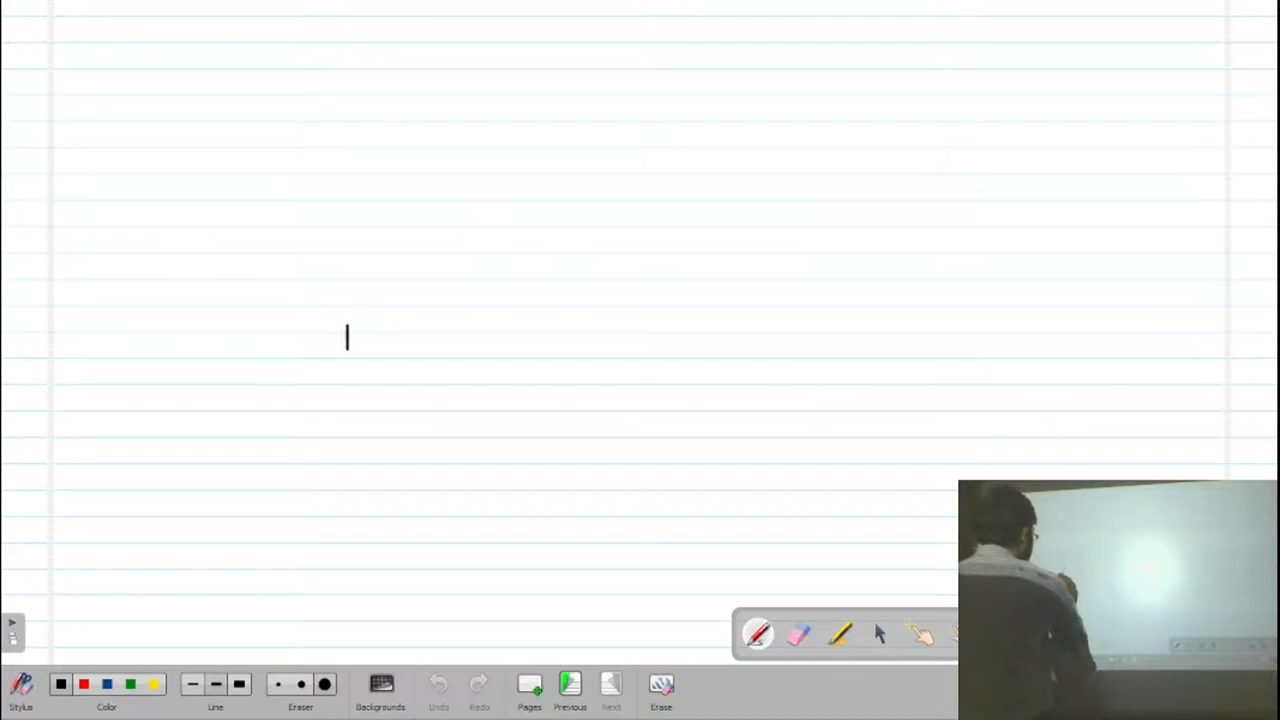 Stylus
Color
Line
Eraser
Backgrounds
Undo
Redo
Pages
Previous
Next
Erase